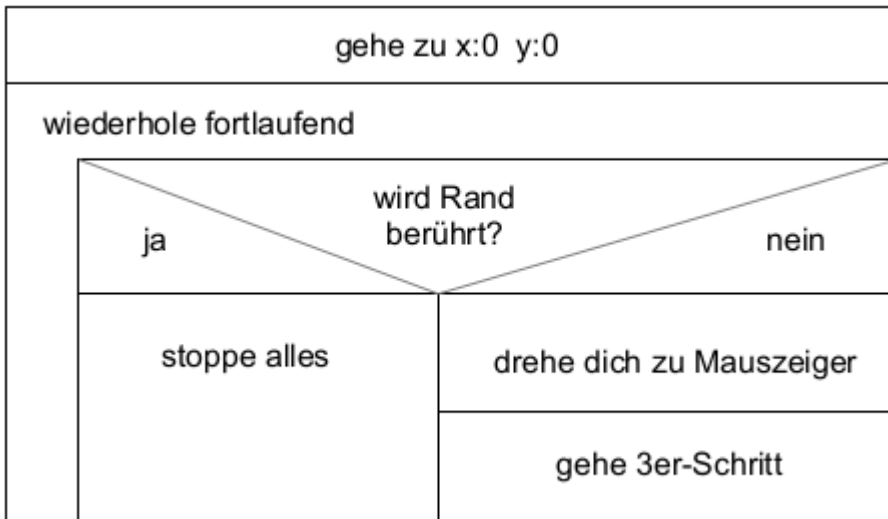 gehe zu x:0 y:0
wiederhole fortlaufend
wird Rand
berührt?
ja
nein
stoppe alles
drehe dich zu Mauszeiger
gehe 3er-Schritt